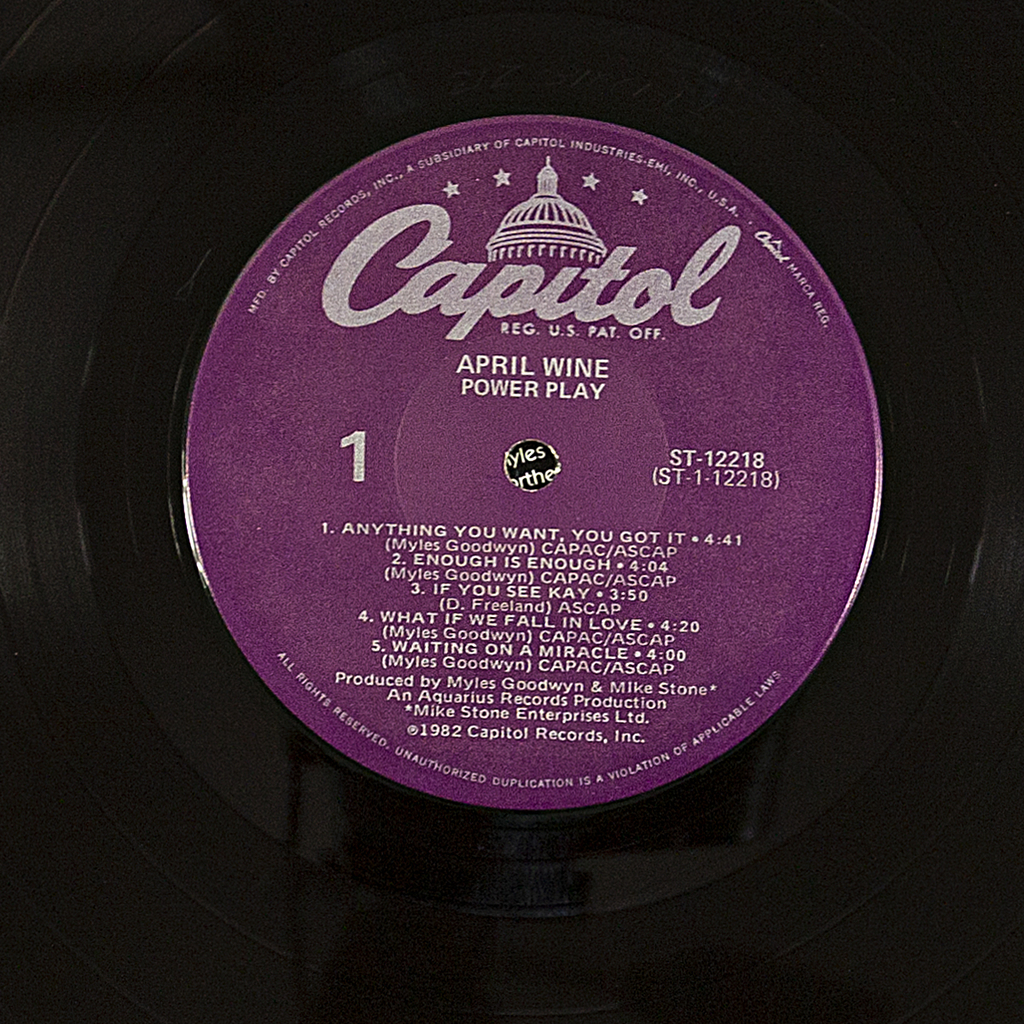 MFD. BY CAPITOL RECORDS, INC., A SUBSIDIARY OF CAPITOL INDUSTRIES-EMI, INC., U.S.A. . Capitol MARCA REG.
Capitol
REG. U.S. PAT. OFF.
APRIL WINE
POWER PLAY
1
yles
orthe
ST-12218
(ST-1-12218)
1. ANYTHING YOU WANT, YOU GOT IT • 4:41
(Myles Goodwyn) CAPAC/ASCAP
2. ENOUGH IS ENOUGH • 4:04
(Myles Goodwyn) CAPAC/ASCAP
3. IF YOU SEE KAY • 3:50
(D. Freeland) ASCAP
4. WHAT IF WE FALL IN LOVE • 4:20
(Myles Goodwyn) CAPAC/ASCAP
5. WAITING ON A MIRACLE • 4:00
(Myles Goodwyn) CAPAC/ASCAP
Produced by Myles Goodwyn & Mike Stone*
An Aquarius Records Production
*Mike Stone Enterprises Ltd.
℗1982 Capitol Records, Inc.
ALL RIGHTS RESERVED. UNAUTHORIZED DUPLICATION IS A VIOLATION OF APPLICABLE LAWS